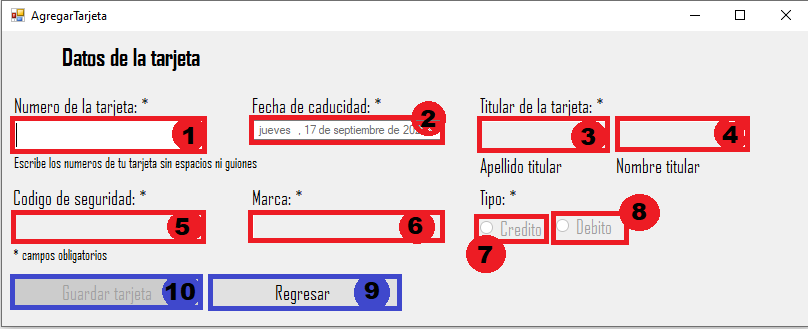 AgregarTarjeta
Datos de la tarjeta
Numero de la tarjeta: *
Fecha de caducidad: *
Titular de la tarjeta: *
1
jueves , 17 de septiembre de
2
3
4
Escribe los numeros de tu tarjeta sin espacios ni guiones
Apellido titular
Nombre titular
Codigo de seguridad: *
Marca: *
Tipo: *
5
6
Credito
7
Debito
8
* campos obligatorios
Guardar tarjeta
10
Regresar
9